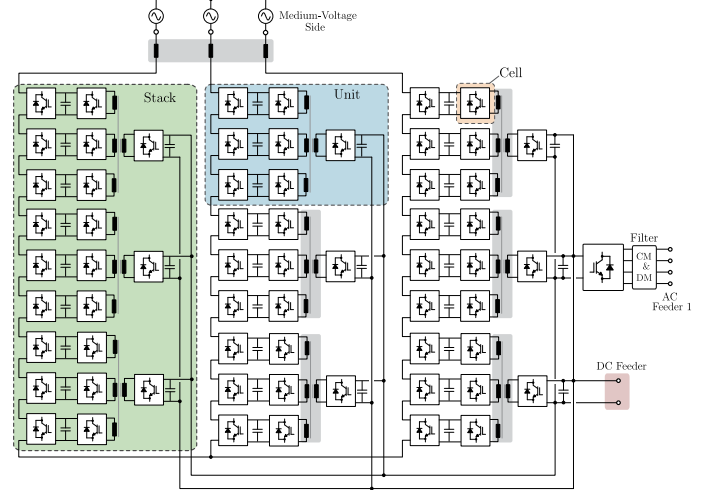 Medium-Voltage
Side
Cell
Stack
Unit
Filter
CM
&
DM
AC
Feeder 1
DC Feeder